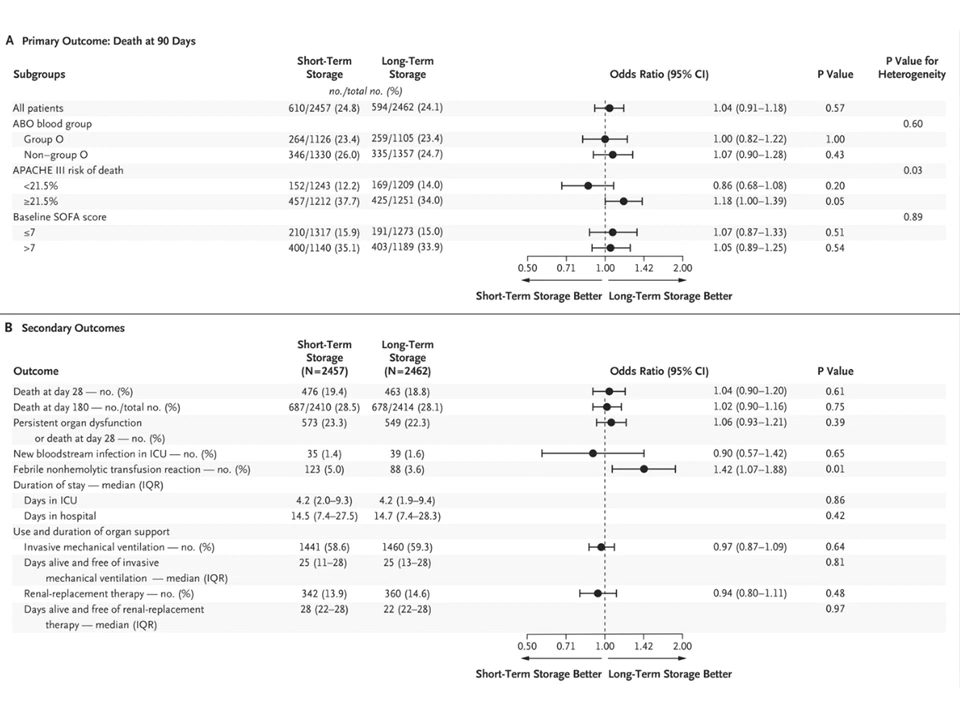 A Primary Outcome: Death at 90 Days
Subgroups Short-Term Storage Long-Term Storage Odds Ratio (95% CI) P Value P Value for Heterogeneity
no./total no. (%)
All patients 610/2457 (24.8) 594/2462 (24.1) 1.04 (0.91–1.18) 0.57
ABO blood group 0.60
Group O 264/1126 (23.4) 259/1105 (23.4) 1.00 (0.82–1.22) 1.00
Non–group O 346/1330 (26.0) 335/1357 (24.7) 1.07 (0.90–1.28) 0.43
APACHE III risk of death 0.03
<21.5% 152/1243 (12.2) 169/1209 (14.0) 0.86 (0.68–1.08) 0.20
≥21.5% 457/1212 (37.7) 425/1251 (34.0) 1.18 (1.00–1.39) 0.05
Baseline SOFA score 0.89
≤7 210/1317 (15.9) 191/1273 (15.0) 1.07 (0.87–1.33) 0.51
>7 400/1140 (35.1) 403/1189 (33.9) 1.05 (0.89–1.25) 0.54
0.50 0.71 1.00 1.42 2.00
Short-Term Storage Better Long-Term Storage Better
B Secondary Outcomes
Outcome Short-Term Storage (N=2457) Long-Term Storage (N=2462) Odds Ratio (95% CI) P Value
Death at day 28 — no. (%) 476 (19.4) 463 (18.8) 1.04 (0.90–1.20) 0.61
Death at day 180 — no./total no. (%) 687/2410 (28.5) 678/2414 (28.1) 1.02 (0.90–1.16) 0.75
Persistent organ dysfunction 573 (23.3) 549 (22.3) 1.06 (0.93–1.21) 0.39
or death at day 28 — no. (%)
New bloodstream infection in ICU — no. (%) 35 (1.4) 39 (1.6) 0.90 (0.57–1.42) 0.65
Febrile nonhemolytic transfusion reaction — no. (%) 123 (5.0) 88 (3.6) 1.42 (1.07–1.88) 0.01
Duration of stay — median (IQR)
Days in ICU 4.2 (2.0–9.3) 4.2 (1.9–9.4) 0.86
Days in hospital 14.5 (7.4–27.5) 14.7 (7.4–28.3) 0.42
Use and duration of organ support
Invasive mechanical ventilation — no. (%) 1441 (58.6) 1460 (59.3) 0.97 (0.87–1.09) 0.64
Days alive and free of invasive 25 (11–28) 25 (13–28) 0.81
mechanical ventilation — median (IQR)
Renal-replacement therapy — no. (%) 342 (13.9) 360 (14.6) 0.94 (0.80–1.11) 0.48
Days alive and free of renal-replacement 28 (22–28) 22 (22–28) 0.97
therapy — median (IQR)
0.50 0.71 1.00 1.42 2.00
Short-Term Storage Better Long-Term Storage Better